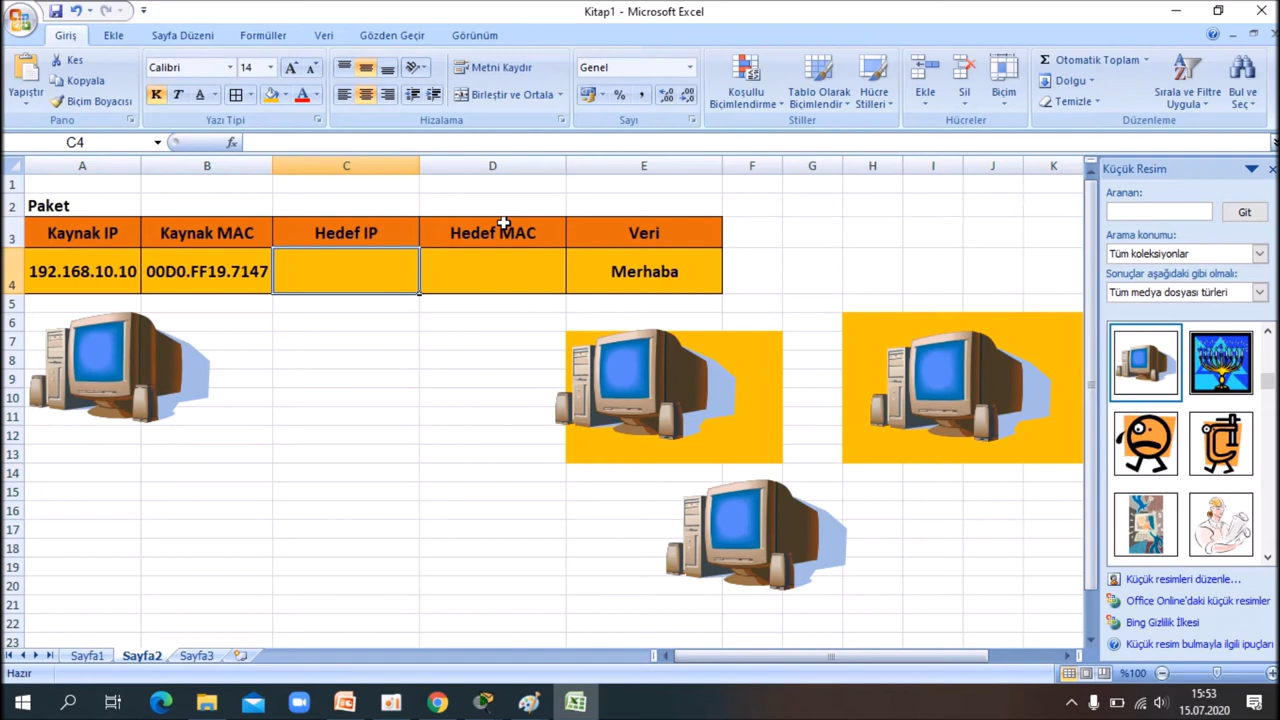 Kitap1 - Microsoft Excel
Giriş Ekle Sayfa Düzeni Formüller Veri Gözden Geçir Görünüm
Yapıştır
Kes
Kopyala
Biçim Boyacısı
Pano
Calibri 14
K T A
Yazı Tipi
Metni Kaydır
Birleştir ve Ortala
Hizalama
Genel
% ,
Sayı
Koşullu Biçimlendirme
Tablo Olarak Biçimlendir
Hücre Stilleri
Stiller
Ekle
Sil
Biçim
Hücreler
Otomatik Toplam
Dolgu
Temizle
Sırala ve Filtre Uygula
Bul ve Seç
Düzenleme
C4
fx
A B C D E F G H I J K
1
2 Paket
3 Kaynak IP Kaynak MAC Hedef IP Hedef MAC Veri
4 192.168.10.10 00D0.FF19.7147 Merhaba
5
6
7
8
9
10
11
12
13
14
15
16
17
18
19
20
21
22
23
Küçük Resim
Aranan:
Git
Arama konumu:
Tüm koleksiyonlar
Sonuçlar aşağıdaki gibi olmalı:
Tüm medya dosyası türleri
Küçük resimleri düzenle...
Office Online'daki küçük resimler
Bing Gizlilik İlkesi
Küçük resim bulmayla ilgili ipuçları
Sayfa1 Sayfa2 Sayfa3
Hazır
%100
15:53
15.07.2020